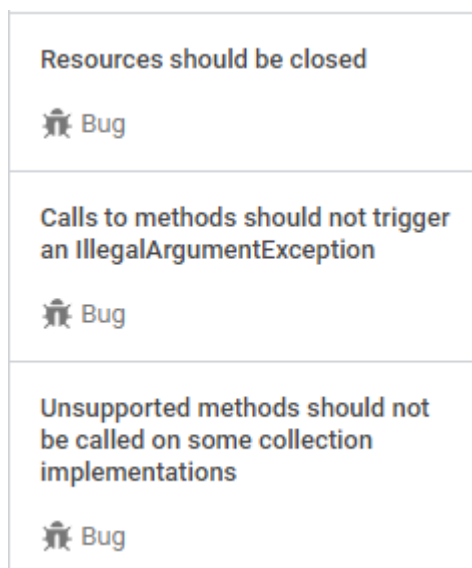 Resources should be closed
Bug
Calls to methods should not trigger
an IllegalArgumentException
Bug
Unsupported methods should not
be called on some collection
implementations
Bug